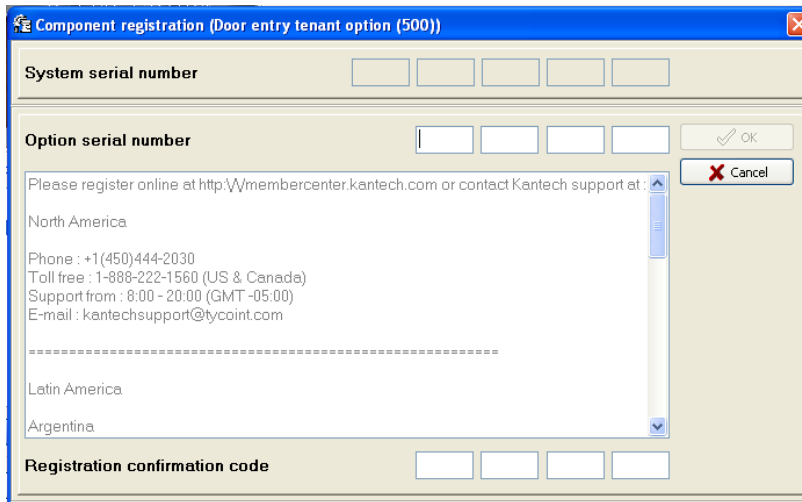 Component registration (Door entry tenant option (500))
System serial number
Option serial number
OK
Cancel
Please register online at http:\/\/membercenter.kantech.com or contact Kantech support at :
North America
Phone : +1(450)444-2030
Toll free : 1-888-222-1560 (US & Canada)
Support from : 8:00 - 20:00 (GMT -05:00)
E-mail : kantechsupport@tycoint.com
==========================================================
Latin America
Argentina
Registration confirmation code